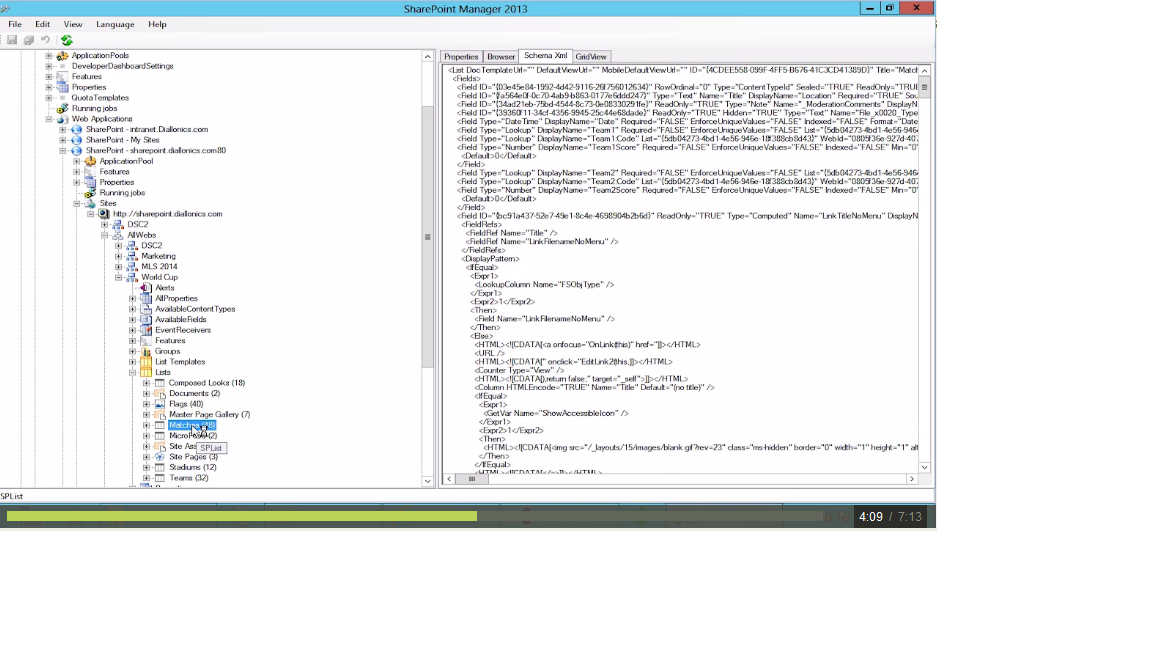 SharePoint Manager 2013
File Edit View Language Help
ApplicationPools
DeveloperDashboardSettings
Features
Properties
QuotaTemplates
Running jobs
Web Applications
SharePoint - intranet.Diallonics.com
SharePoint - My Sites
SharePoint - sharepoint.diallonics.com80
ApplicationPool
Features
Properties
Running jobs
Sites
http://sharepoint.diallonics.com
DSC2
AllWebs
DSC2
Marketing
MLS 2014
World Cup
Alerts
AllProperties
AvailableContentTypes
AvailableFields
EventReceivers
Features
Groups
List Templates
Lists
Composed Looks (18)
Documents (2)
Flags (40)
Master Page Gallery (7)
Matches (48)
(2)
Site
SPList
Site Pages (3)
Stadiums (12)
Teams (32)
Properties Browser Schema Xml GridView
<List DocTemplateUrl="" DefaultViewUrl="" MobileDefaultViewUrl="" ID="{4CDEE558-099F-4FF5-B676-41C3CD41389D}" Title="Match
<Fields>
<Field ID="{03e45e84-1992-4d42-9116-26f756012634}" RowOrdinal="0" Type="ContentTypeId" Sealed="TRUE" ReadOnly="TRU
<Field ID="{fa564e0f-0c70-4ab9-b863-0177e6ddd247}" Type="Text" Name="Title" DisplayName="Location" Required="TRUE" Sou
<Field ID="{34ad21eb-75bd-4544-8c73-0e08330291fe}" ReadOnly="TRUE" Type="Note" Name="_ModerationComments" DisplayN
<Field ID="{39360f11-34cf-4356-9945-25c44e68dade}" ReadOnly="TRUE" Hidden="TRUE" Type="Text" Name="File_x0020_Type
<Field Type="DateTime" DisplayName="Date" Required="FALSE" EnforceUniqueValues="FALSE" Indexed="FALSE" Format="Date
<Field Type="Lookup" DisplayName="Team1" Required="FALSE" EnforceUniqueValues="FALSE" List="{5db04273-4bd1-4e56-946e
<Field Type="Lookup" DisplayName="Team1:Code" List="{5db04273-4bd1-4e56-946e-18f388cb8d43}" WebId="0805f36e-927d-407
<Field Type="Number" DisplayName="Team1Score" Required="FALSE" EnforceUniqueValues="FALSE" Indexed="FALSE" Min="0"
<Default>0</Default>
</Field>
<Field Type="Lookup" DisplayName="Team2" Required="FALSE" EnforceUniqueValues="FALSE" List="{5db04273-4bd1-4e56-946e
<Field Type="Lookup" DisplayName="Team2:Code" List="{5db04273-4bd1-4e56-946e-18f388cb8d43}" WebId="0805f36e-927d-407
<Field Type="Number" DisplayName="Team2Score" Required="FALSE" EnforceUniqueValues="FALSE" Indexed="FALSE" Min="0"
<Default>0</Default>
</Field>
<Field ID="{bc91a437-52e7-49e1-8c4e-4698904b2b6d}" ReadOnly="TRUE" Type="Computed" Name="LinkTitleNoMenu" DisplayN
<FieldRefs>
<FieldRef Name="Title" />
<FieldRef Name="LinkFilenameNoMenu" />
</FieldRefs>
<DisplayPattern>
<IfEqual>
<Expr1>
<LookupColumn Name="FSObjType" />
</Expr1>
<Expr2>1</Expr2>
<Then>
<Field Name="LinkFilenameNoMenu" />
</Then>
<Else>
<HTML><![CDATA[<a onfocus="OnLink(this)" href="]]></HTML>
<URL />
<HTML><![CDATA[" onclick="EditLink2(this,]]></HTML>
<Counter Type="View" />
<HTML><![CDATA[);return false;" target="_self">]]></HTML>
<Column HTMLEncode="TRUE" Name="Title" Default="(no title)" />
<IfEqual>
<Expr1>
<GetVar Name="ShowAccessibleIcon" />
</Expr1>
<Expr2>1</Expr2>
<Then>
<HTML><![CDATA[<img src="/_layouts/15/images/blank.gif?rev=23" class="ms-hidden" border="0" width="1" height="1" alt
</Then>
</IfEqual>
<HTML><![CDATA[</a>]]></HTML>
SPList
4:09 / 7:13